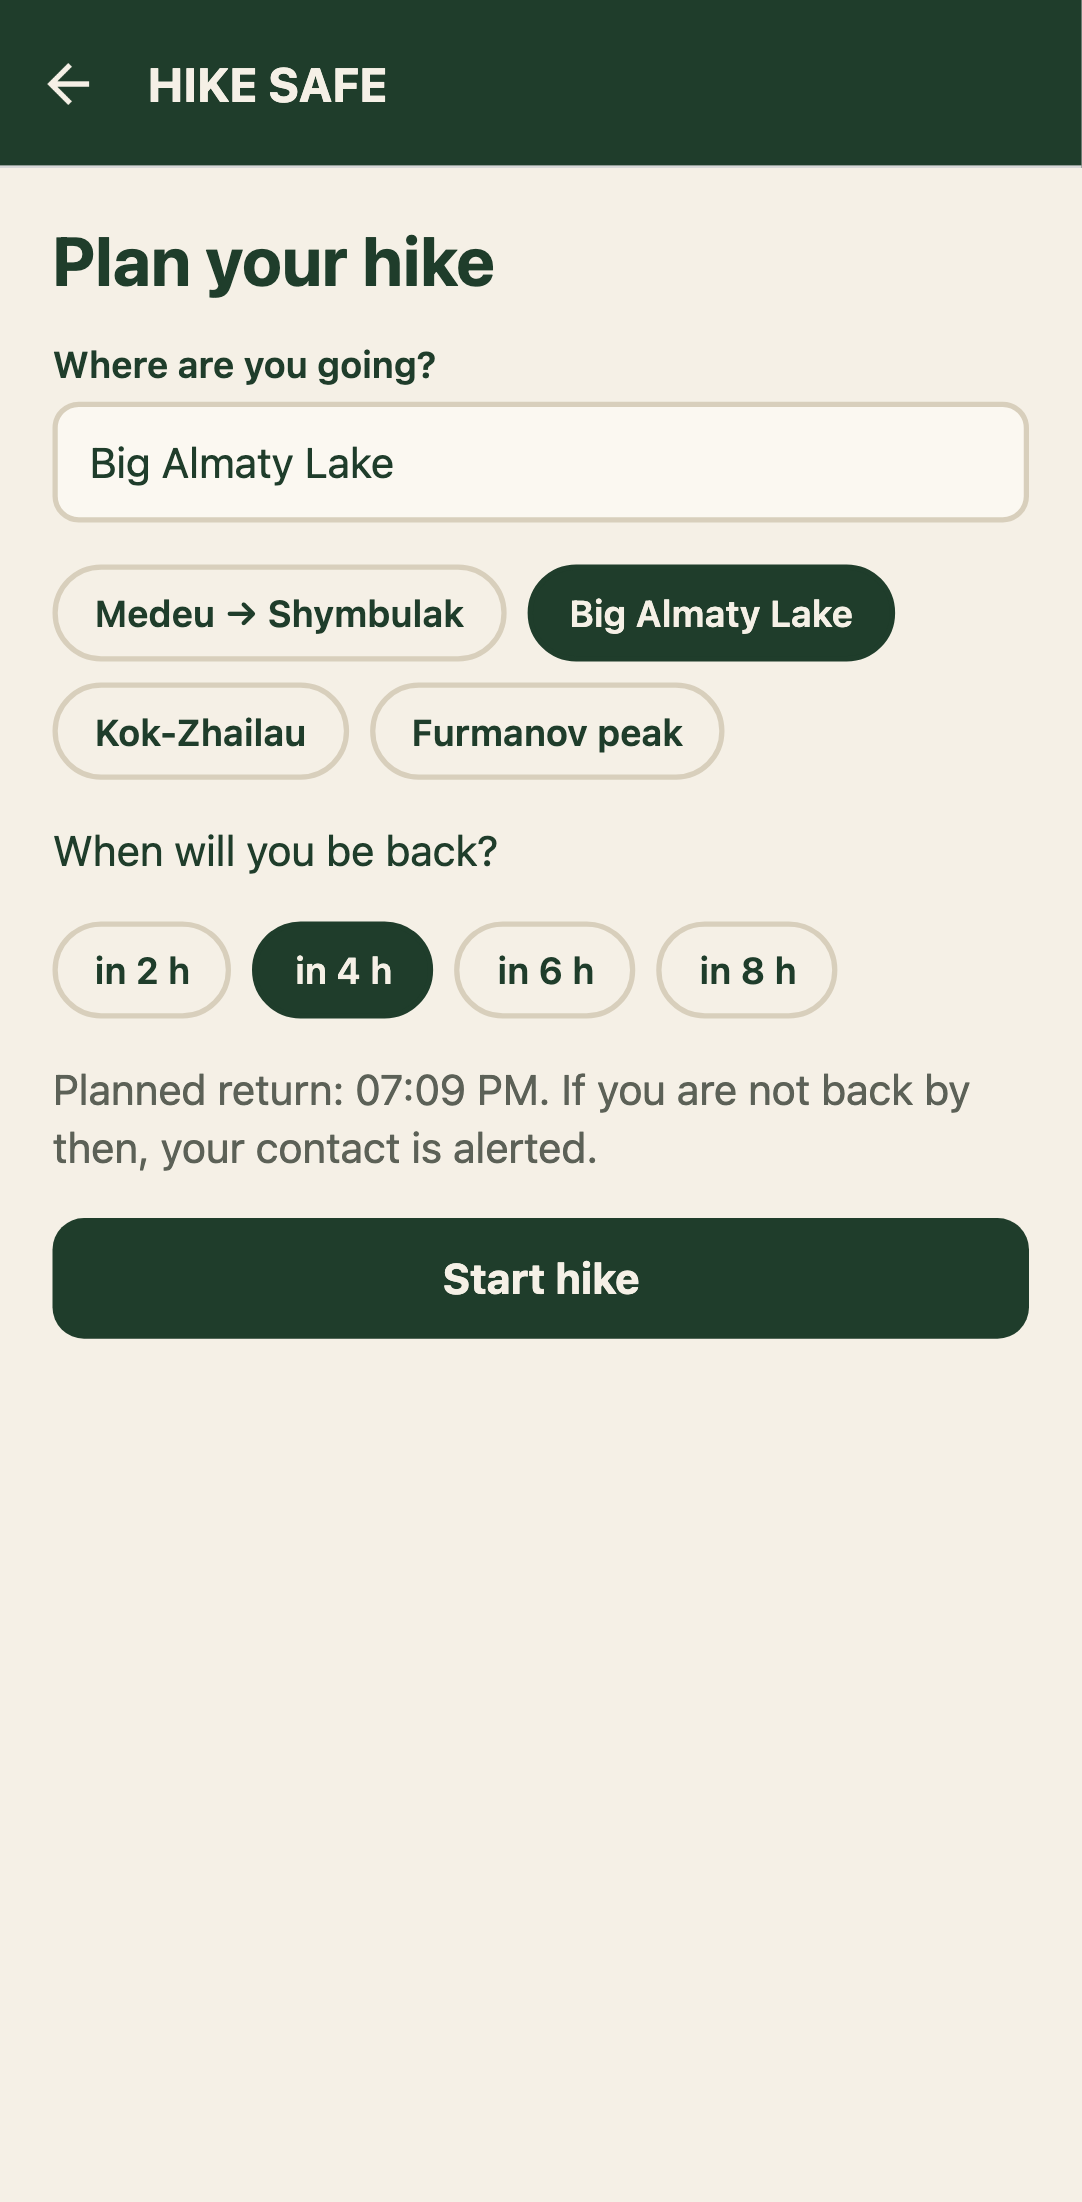 HIKE SAFE
Plan your hike
Where are you going?
Big Almaty Lake
Medeu → Shymbulak
Big Almaty Lake
Kok-Zhailau
Furmanov peak
When will you be back?
in 2 h
in 4 h
in 6 h
in 8 h
Planned return: 07:09 PM. If you are not back by
then, your contact is alerted.
Start hike